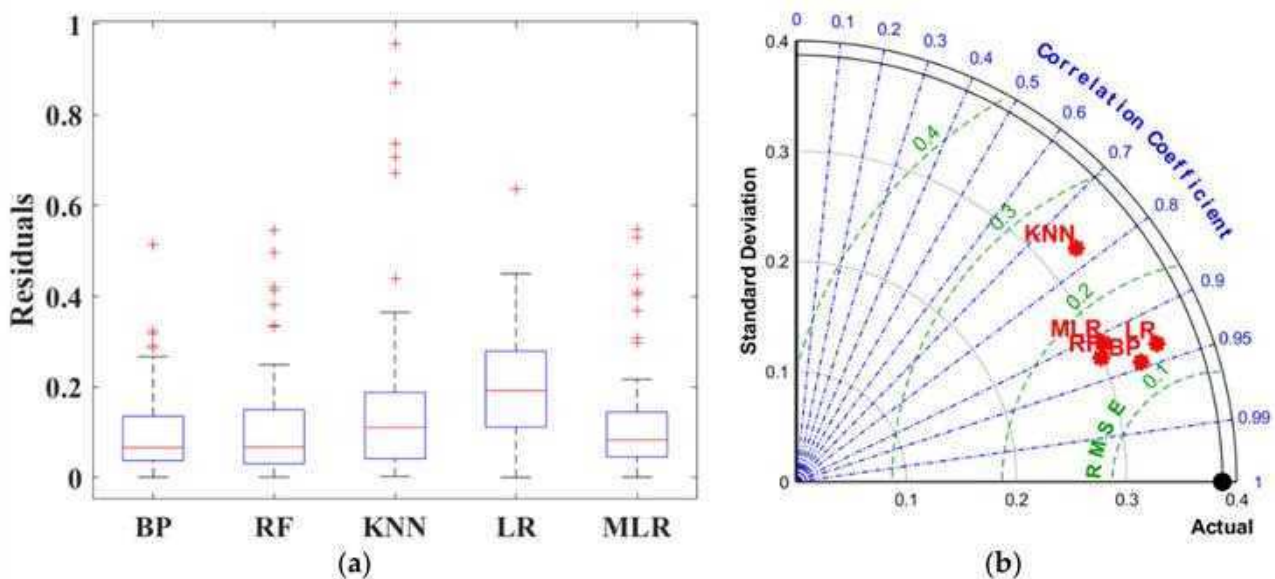 1
0.8
0.6
0.4
0.2
0
Residuals
BP RF KNN LR MLR
(a)
0 0.1 0.2 0.3 0.4 0.5 0.6 0.7 0.8 0.9 0.95 0.99 1
Correlation Coefficient
0.4
0.3
0.2
0.1
0
Standard Deviation
0.4
0.3
0.2
0.1
RMSE
KNN
MLR LR
RF BP
0.1 0.2 0.3 0.4
Actual
(b)